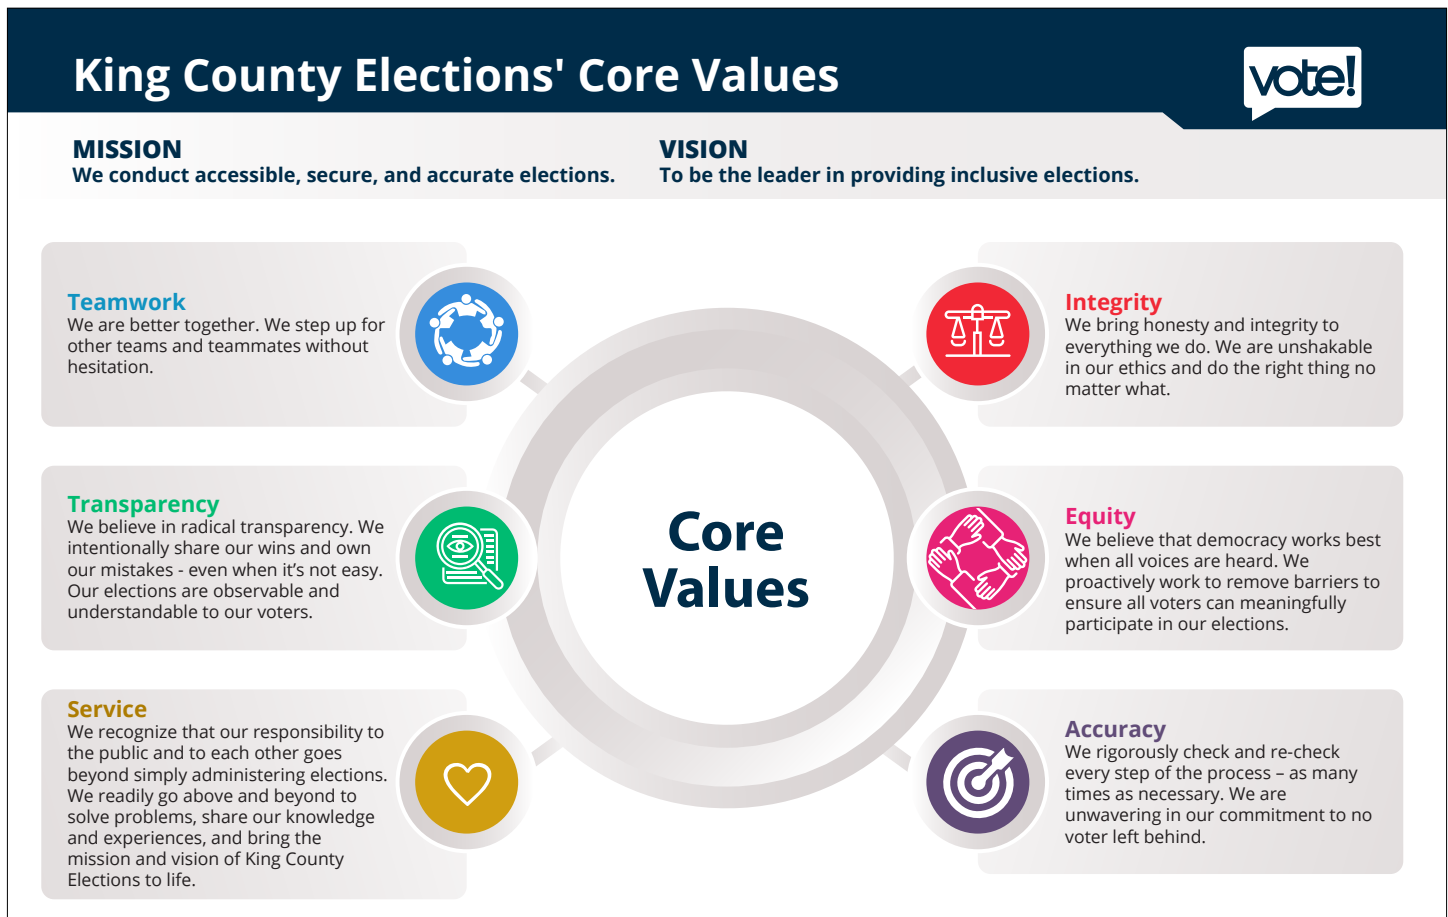 King County Elections' Core Values
vote!
MISSION
We conduct accessible, secure, and accurate elections.
VISION
To be the leader in providing inclusive elections.
Teamwork
We are better together. We step up for
other teams and teammates without
hesitation.
Transparency
We believe in radical transparency. We
intentionally share our wins and own
our mistakes - even when it’s not easy.
Our elections are observable and
understandable to our voters.
Service
We recognize that our responsibility to
the public and to each other goes
beyond simply administering elections.
We readily go above and beyond to
solve problems, share our knowledge
and experiences, and bring the
mission and vision of King County
Elections to life.
Core
Values
Integrity
We bring honesty and integrity to
everything we do. We are unshakable
in our ethics and do the right thing no
matter what.
Equity
We believe that democracy works best
when all voices are heard. We
proactively work to remove barriers to
ensure all voters can meaningfully
participate in our elections.
Accuracy
We rigorously check and re-check
every step of the process – as many
times as necessary. We are
unwavering in our commitment to no
voter left behind.